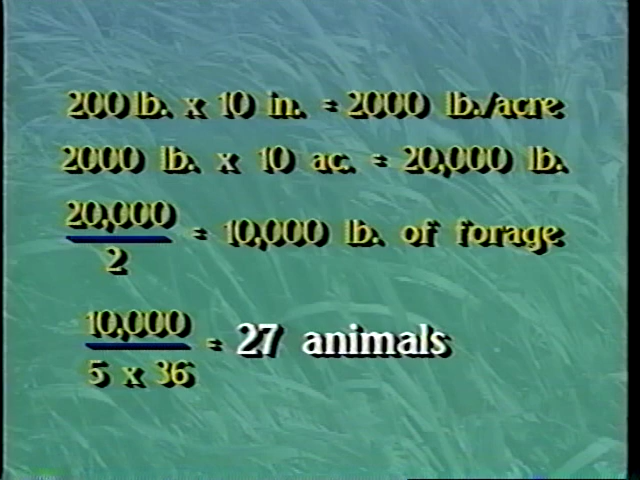 200 lb. x 10 in. = 2000 lb./acre
2000 lb. x 10 ac. = 20,000 lb.
20,000
2
= 10,000 lb. of forage
10,000
5 x 36
= 27 animals